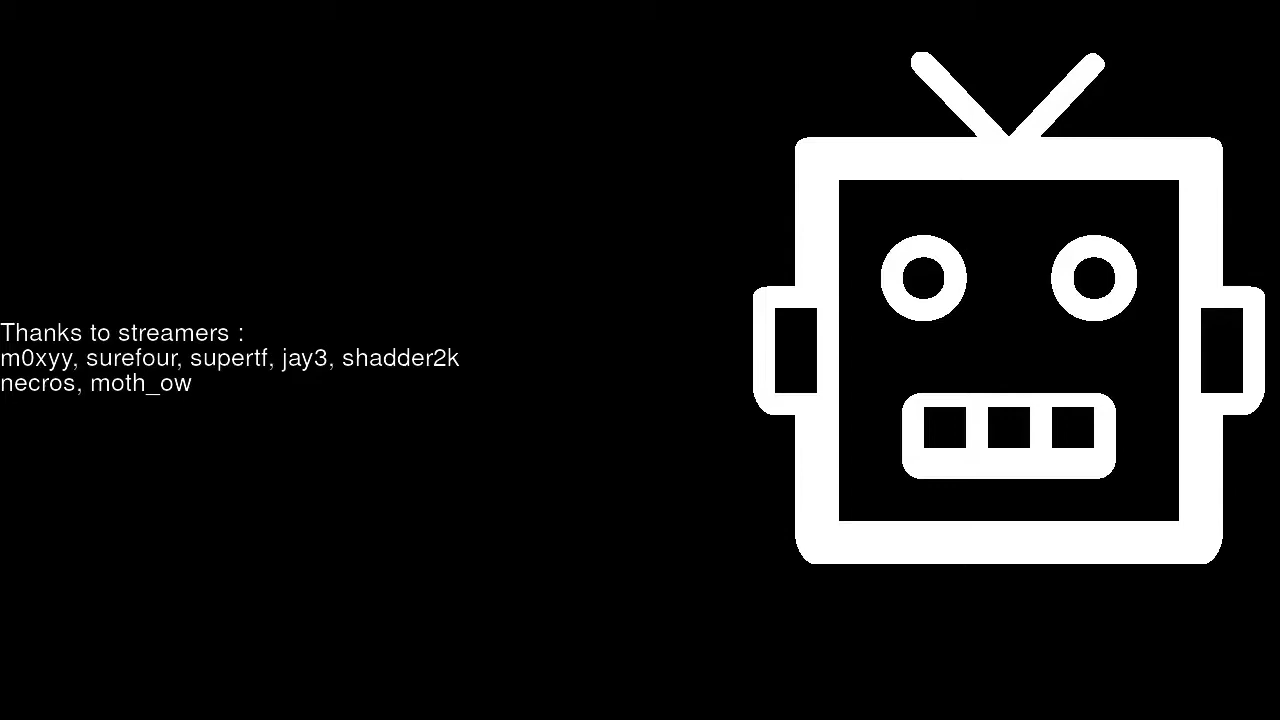 Thanks to streamers :
m0xyy, surefour, supertf, jay3, shadder2k
necros, moth_ow